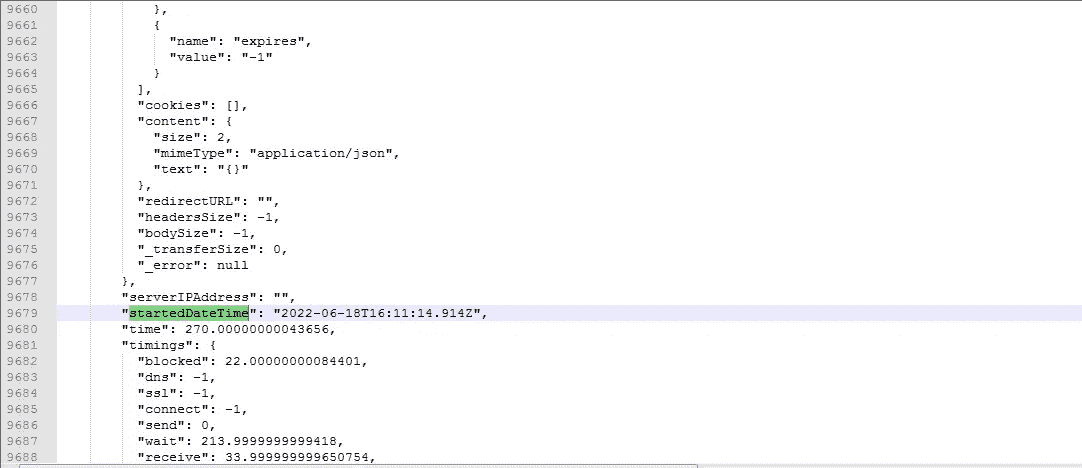 9660 },
9661 {
9662 "name": "expires",
9663 "value": "-1"
9664 }
9665 ],
9666 "cookies": [],
9667 "content": {
9668 "size": 2,
9669 "mimeType": "application/json",
9670 "text": "{}"
9671 },
9672 "redirectURL": "",
9673 "headersSize": -1,
9674 "bodySize": -1,
9675 "_transferSize": 0,
9676 "_error": null
9677 },
9678 "serverIPAddress": "",
9679 "startedDateTime": "2022-06-18T16:11:14.914Z",
9680 "time": 270.00000000043656,
9681 "timings": {
9682 "blocked": 22.00000000084401,
9683 "dns": -1,
9684 "ssl": -1,
9685 "connect": -1,
9686 "send": 0,
9687 "wait": 213.9999999999418,
9688 "receive": 33.999999999650754,